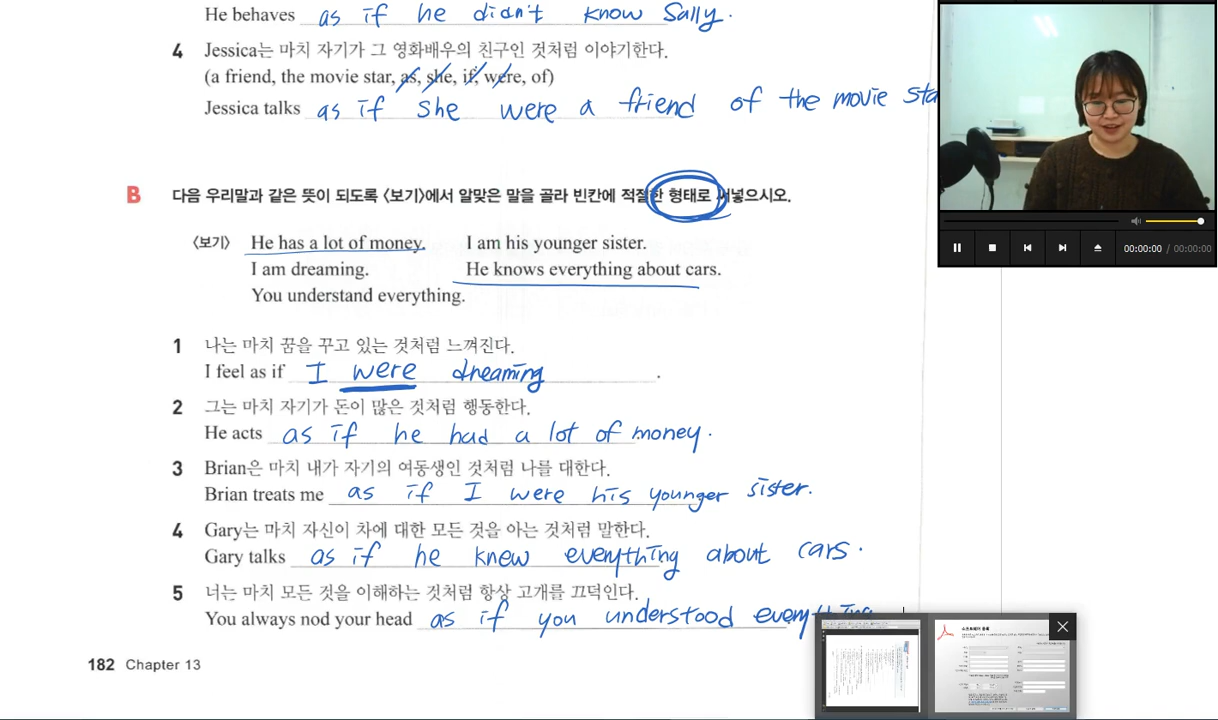 He behaves as if he didn't know Sally.
4 Jessica는 마치 자기가 그 영화배우의 친구인 것처럼 이야기한다.
(a friend, the movie star, as, she, if, were, of)
Jessica talks as if she were a friend of the movie sta
B 다음 우리말과 같은 뜻이 되도록 〈보기〉에서 알맞은 말을 골라 빈칸에 적절한 형태로 써넣으시오.
〈보기〉 He has a lot of money. I am his younger sister.
I am dreaming. He knows everything about cars.
You understand everything.
1 나는 마치 꿈을 꾸고 있는 것처럼 느껴진다.
I feel as if I were dreaming.
2 그는 마치 자기가 돈이 많은 것처럼 행동한다.
He acts as if he had a lot of money.
3 Brian은 마치 내가 자기의 여동생인 것처럼 나를 대한다.
Brian treats me as if I were his younger sister.
4 Gary는 마치 자신이 차에 대한 모든 것을 아는 것처럼 말한다.
Gary talks as if he knew everything about cars.
5 너는 마치 모든 것을 이해하는 것처럼 항상 고개를 끄덕인다.
You always nod your head as if you understood everything
182 Chapter 13
00:00:00 / 00:00:00